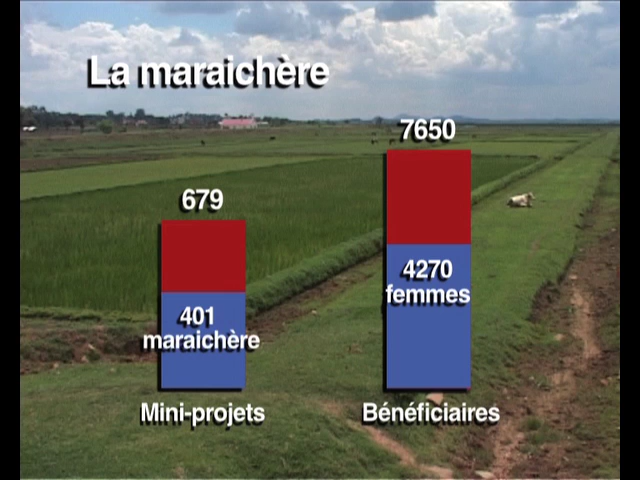 La maraichère
7650
679
4270
femmes
401
maraichère
Mini-projets
Bénéficiaires